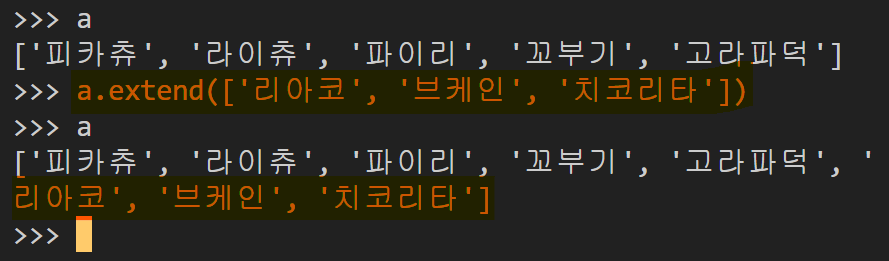 >>> a
['피카츄', '라이츄', '파이리', '꼬부기', '고라파덕']
>>> a.extend(['리아코', '브케인', '치코리타'])
>>> a
['피카츄', '라이츄', '파이리', '꼬부기', '고라파덕', '
리아코', '브케인', '치코리타']
>>>